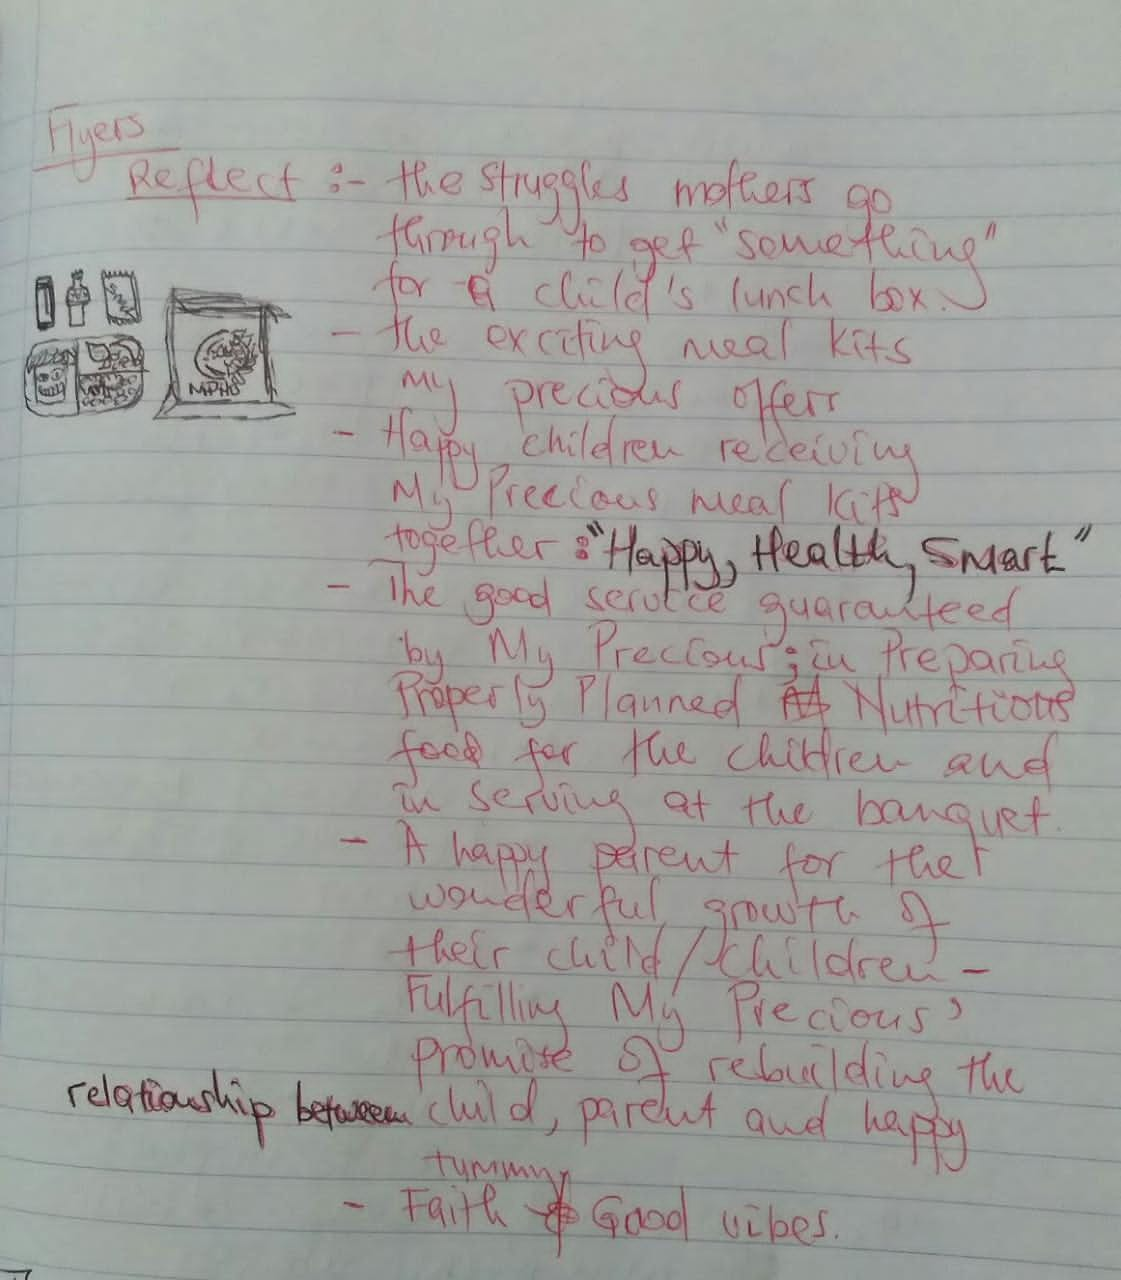 Flyers
Reflect :- the struggles mothers go
through to get "something"
for a child's lunch box.
- the exciting meal kits
My precious offers
- Happy children receiving
My Precious meal kits
together : "Happy, Health, Smart"
- The good service guaranteed
by My Precious; in Preparing
Properly Planned Nutritious
food for the children and
in serving at the banquet.
- A happy parent for the
wonderful growth of
their child/children -
Fulfilling My Precious'
promise of rebuilding the
relationship between child, parent and happy
tummy
- Faith Good vibes.
MPHO